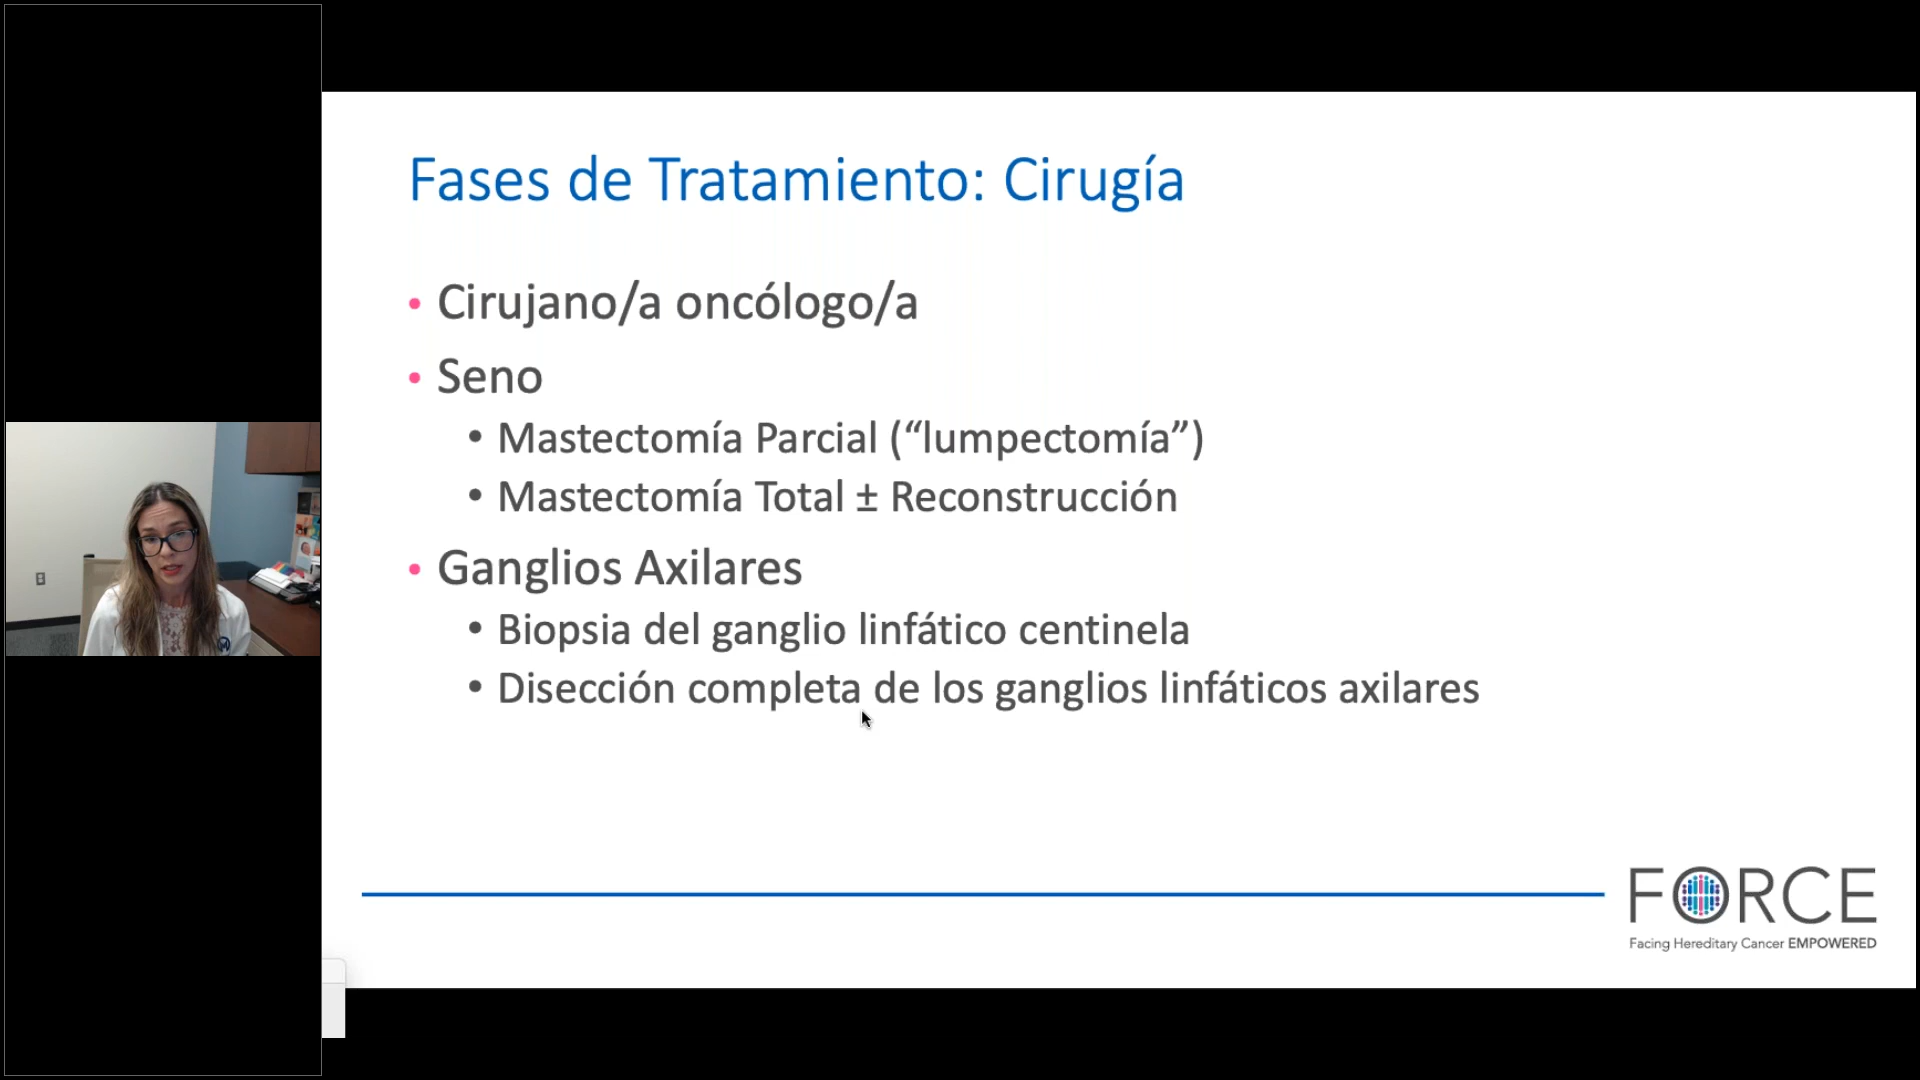 Fases de Tratamiento: Cirugía
• Cirujano/a oncólogo/a
• Seno
• Mastectomía Parcial (“lumpectomía”)
• Mastectomía Total ± Reconstrucción
• Ganglios Axilares
• Biopsia del ganglio linfático centinela
• Disección completa de los ganglios linfáticos axilares
FORCE
Facing Hereditary Cancer EMPOWERED